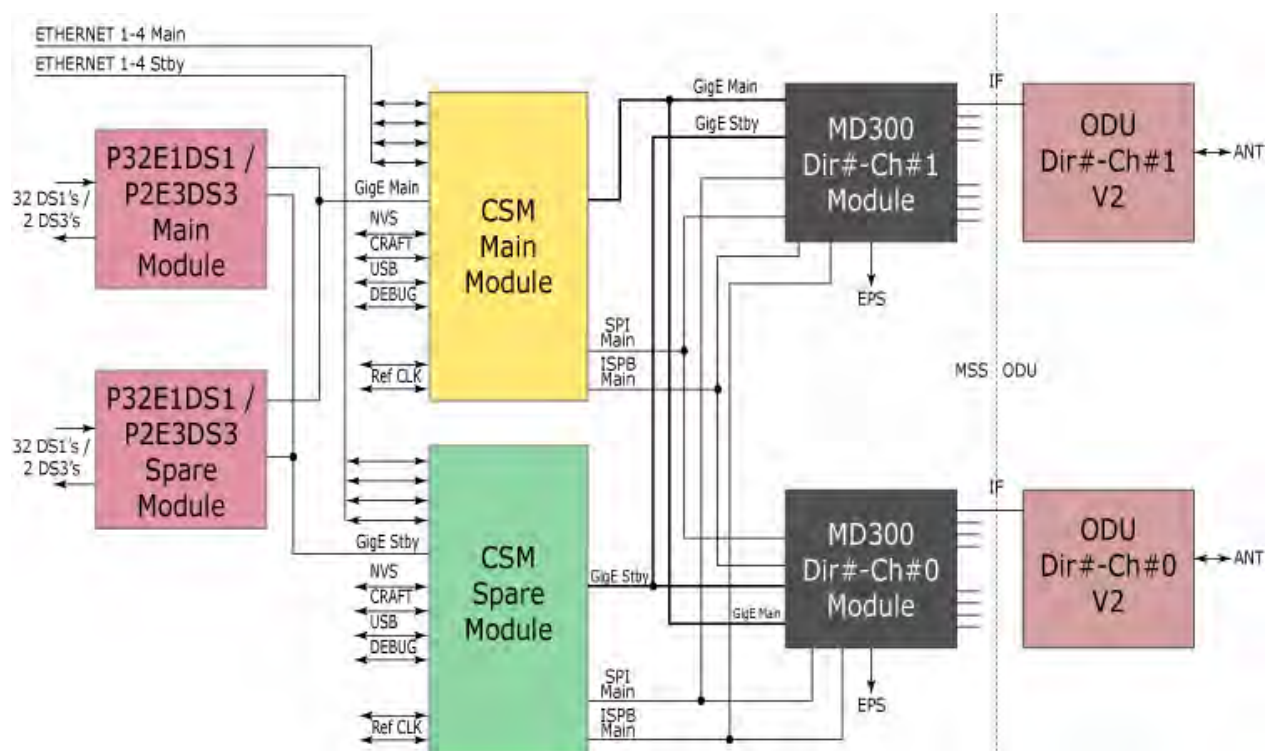 ETHERNET 1-4 Main
ETHERNET 1-4 Stby
P32E1DS1 /
P2E3DS3
Main
Module
32 DS1's /
2 DS3's
GigE Main
NVS
CRAFT
USB
DEBUG
Ref CLK
CSM
Main
Module
SPI
Main
ISPB
Main
GigE Main
GigE Stby
MD300
Dir#-Ch#1
Module
EPS
IF
ODU
Dir#-Ch#1
V2
ANT
MSS
ODU
P32E1DS1 /
P2E3DS3
Spare
Module
32 DS1's /
2 DS3's
GigE Stby
NVS
CRAFT
USB
DEBUG
Ref CLK
CSM
Spare
Module
GigE Stby
SPI
Main
ISPB
Main
GigE Main
MD300
Dir#-Ch#0
Module
EPS
IF
ODU
Dir#-Ch#0
V2
ANT